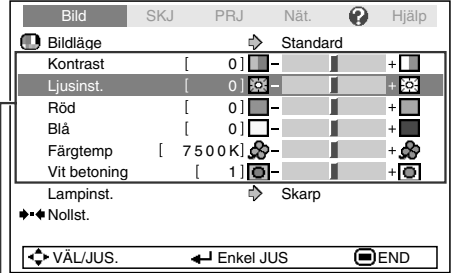 Bild SKJ PRJ Nät. ? Hjälp
Bildläge Standard
Kontrast [ 0] - +
Ljusinst. [ 0] - +
Röd [ 0] - +
Blå [ 0] - +
Färgtemp [ 7500K] - +
Vit betoning [ 1] - +
Lampinst. Skarp
Nollst.
VÄL/JUS. Enkel JUS END